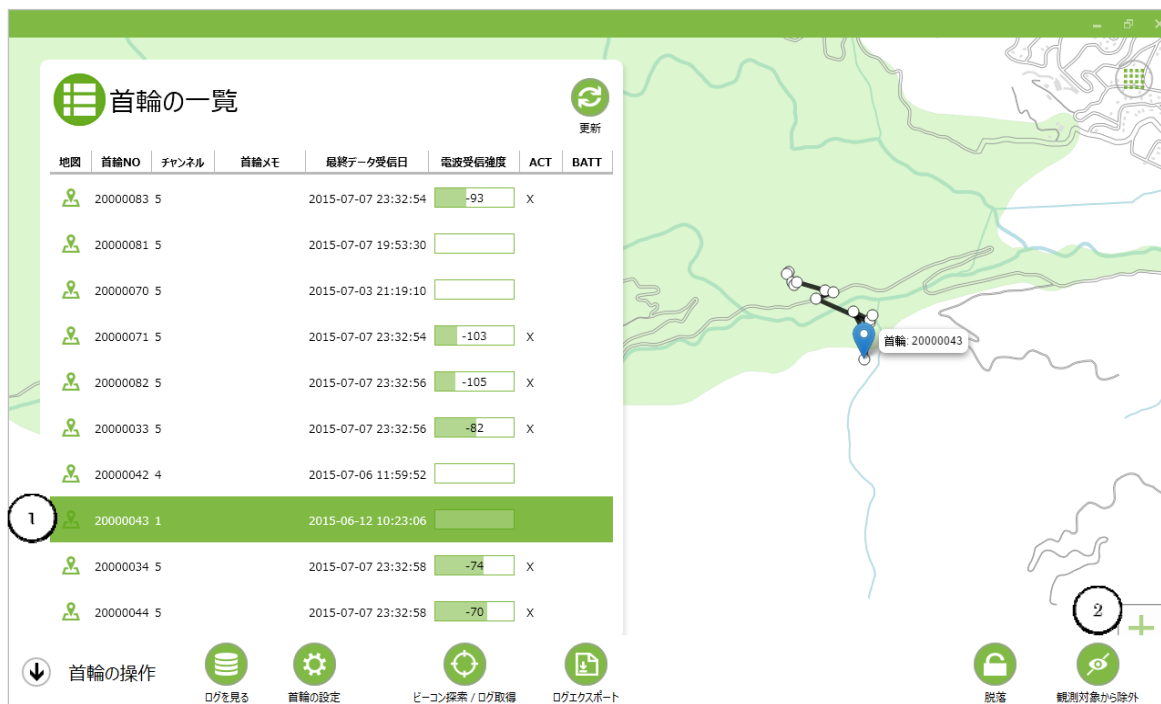 首輪の一覧
更新
地図 首輪NO チャンネル 首輪メモ 最終データ受信日 電波受信強度 ACT BATT
20000083 5 2015-07-07 23:32:54 -93 X
20000081 5 2015-07-07 19:53:30
20000070 5 2015-07-03 21:19:10
20000071 5 2015-07-07 23:32:54 -103 X
20000082 5 2015-07-07 23:32:56 -105 X
20000033 5 2015-07-07 23:32:56 -82 X
20000042 4 2015-07-06 11:59:52
1 20000043 1 2015-06-12 10:23:06
20000034 5 2015-07-07 23:32:58 -74 X
20000044 5 2015-07-07 23:32:58 -70 X
首輪: 20000043
2
首輪の操作
ログを見る 首輪の設定 ビーコン探索 / ログ取得 ログエクスポート 脱落 観測対象から除外